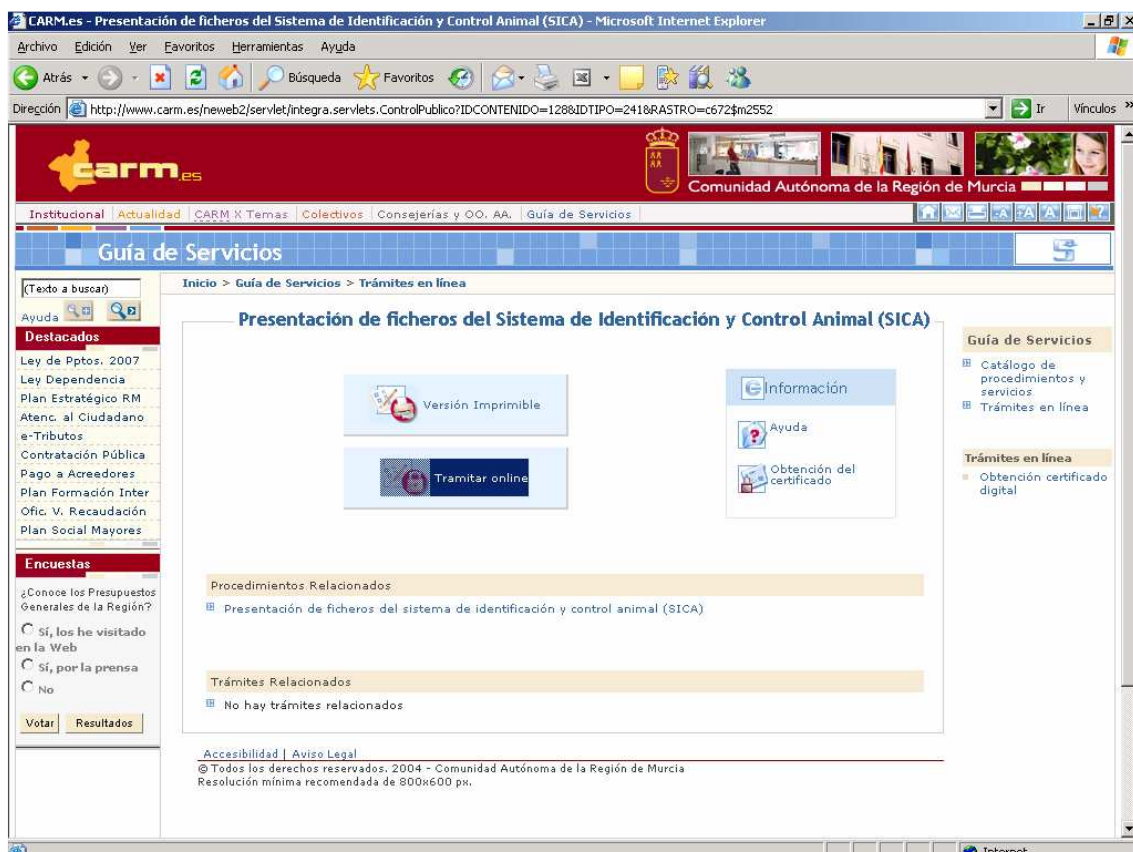 CARM.es - Presentación de ficheros del Sistema de Identificación y Control Animal (SICA) - Microsoft Internet Explorer
Archivo Edición Ver Favoritos Herramientas Ayuda
Atrás Búsqueda Favoritos
Dirección http://www.carm.es/neweb2/servlet/integra.servlets.ControlPublico?IDCONTENIDO=128&IDTIPO=241&RASTRO=c672$m2552 Ir Vínculos »
carm.es
Comunidad Autónoma de la Región de Murcia
Institucional Actualidad CARM X Temas Colectivos Consejerías y OO. AA. Guía de Servicios
Guía de Servicios
Inicio > Guía de Servicios > Trámites en línea
(Texto a buscar)
Ayuda
Destacados
Ley de Pptos. 2007
Ley Dependencia
Plan Estratégico RM
Atenc. al Ciudadano
e-Tributos
Contratación Pública
Pago a Acreedores
Plan Formación Inter
Ofic. V. Recaudación
Plan Social Mayores
Encuestas
¿Conoce los Presupuestos
Generales de la Región?
Sí, los he visitado
en la Web
Sí, por la prensa
No
Votar Resultados
Presentación de ficheros del Sistema de Identificación y Control Animal (SICA)
Versión Imprimible
Tramitar online
Información
Ayuda
Obtención del
certificado
Procedimientos Relacionados
Presentación de ficheros del sistema de identificación y control animal (SICA)
Trámites Relacionados
No hay trámites relacionados
Guía de Servicios
Catálogo de
procedimientos y
servicios
Trámites en línea
Trámites en línea
Obtención certificado
digital
Accesibilidad | Aviso Legal
© Todos los derechos reservados. 2004 - Comunidad Autónoma de la Región de Murcia
Resolución mínima recomendada de 800x600 px.
Internet